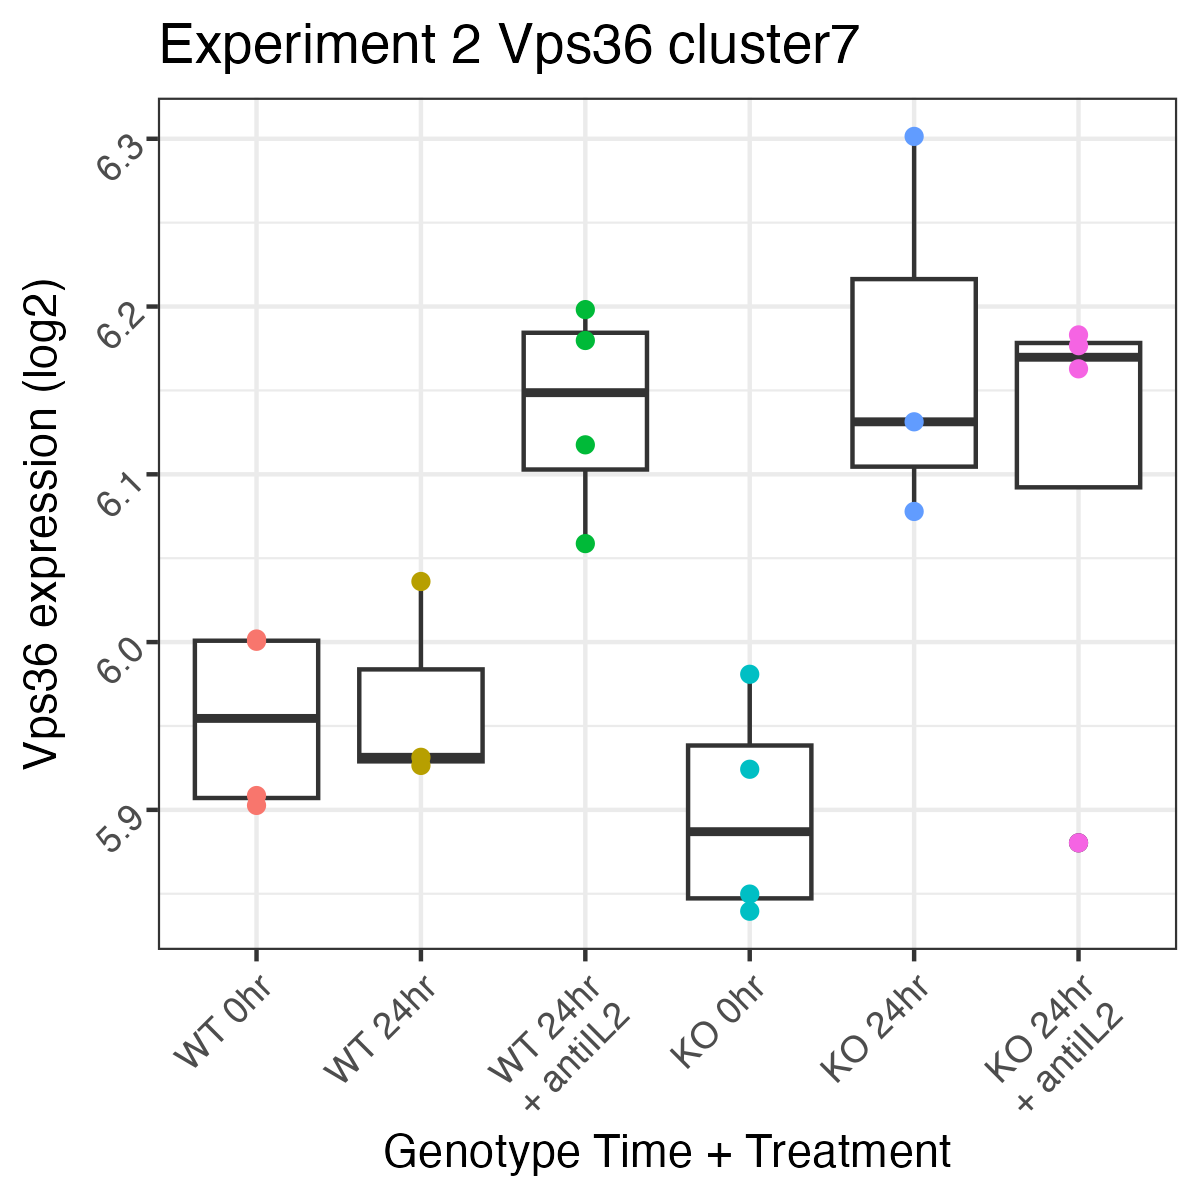 Experiment 2 Vps36 cluster7
Vps36 expression (log2)
6.3
6.2
6.1
6.0
5.9
WT 0hr
WT 24hr
WT 24hr
+ antiIL2
KO 0hr
KO 24hr
KO 24hr
+ antiIL2
Genotype Time + Treatment